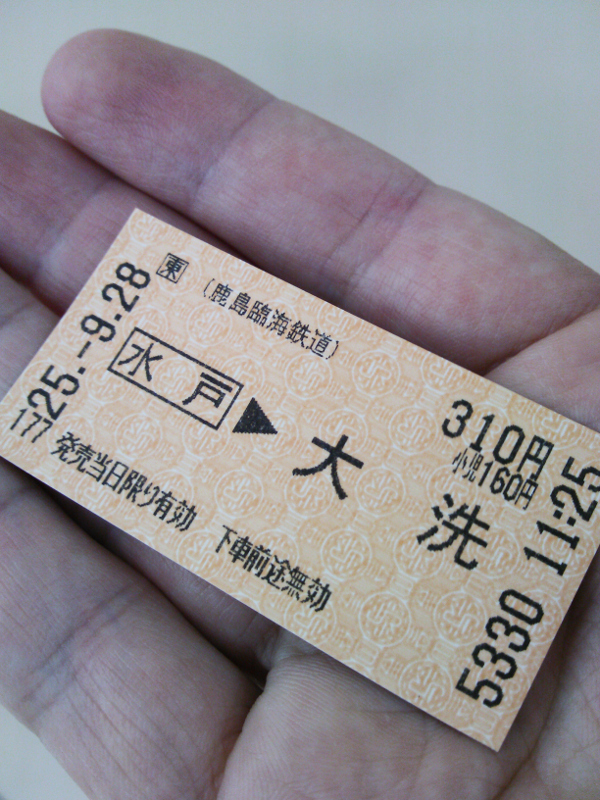 東 (鹿島臨海鉄道)
水戸▶大洗
310円
小児160円
発売当日限り有効 下車前途無効
25.-9.28
177
5330 11:25